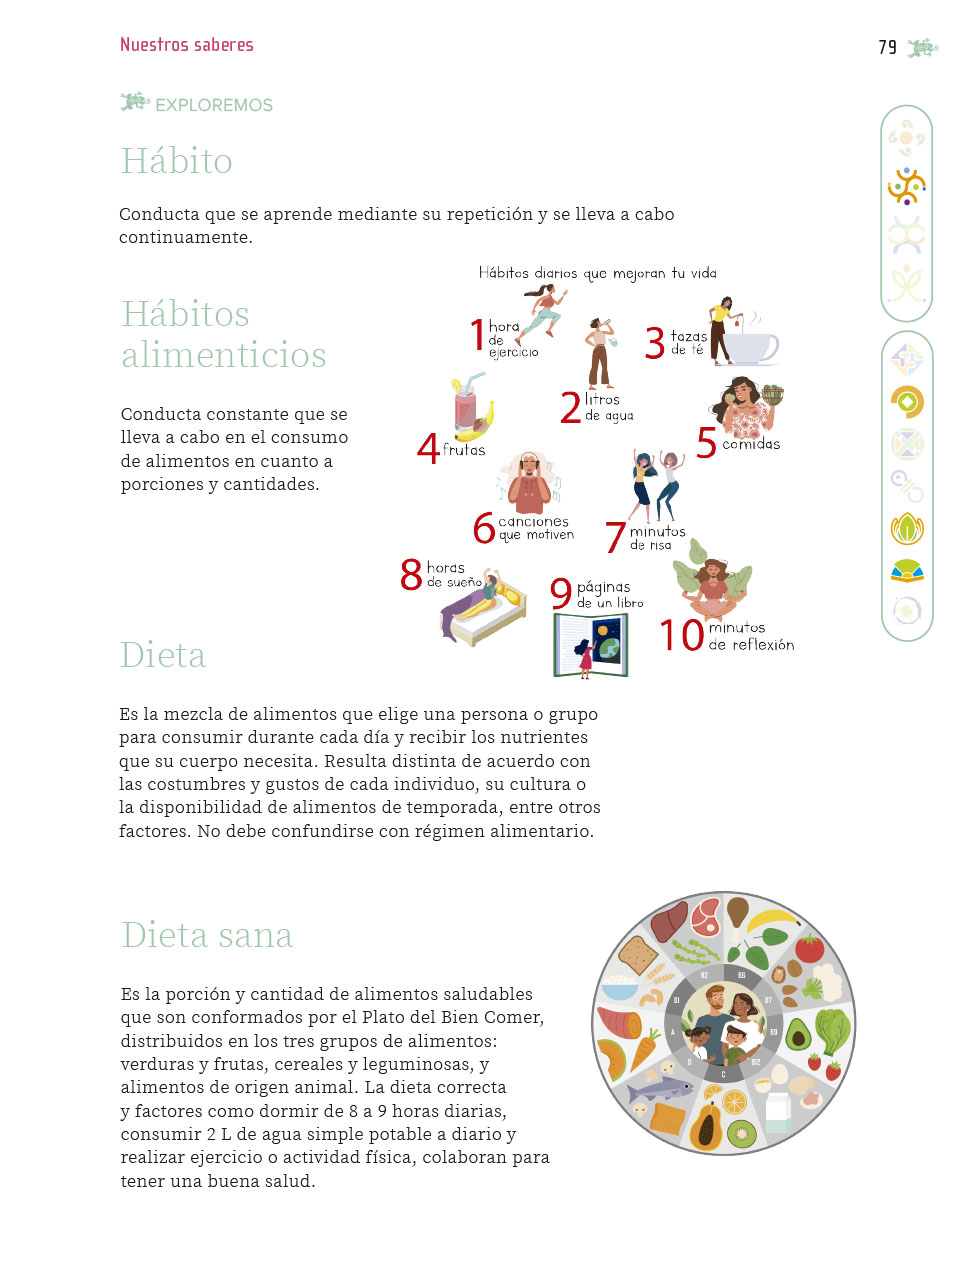 Nuestros saberes
79
EXPLOREMOS
Hábito
Conducta que se aprende mediante su repetición y se lleva a cabo
continuamente.
Hábitos
alimenticios
Conducta constante que se
lleva a cabo en el consumo
de alimentos en cuanto a
porciones y cantidades.
Hábitos diarios que mejoran tu vida
1 hora
de
ejercicio
2 litros
de agua
3 tazas
de té
4 frutas
5 comidas
6 canciones
que motiven
7 minutos
de risa
8 horas
de sueño
9 páginas
de un libro
10 minutos
de reflexión
Dieta
Es la mezcla de alimentos que elige una persona o grupo
para consumir durante cada día y recibir los nutrientes
que su cuerpo necesita. Resulta distinta de acuerdo con
las costumbres y gustos de cada individuo, su cultura o
la disponibilidad de alimentos de temporada, entre otros
factores. No debe confundirse con régimen alimentario.
Dieta sana
Es la porción y cantidad de alimentos saludables
que son conformados por el Plato del Bien Comer,
distribuidos en los tres grupos de alimentos:
verduras y frutas, cereales y leguminosas, y
alimentos de origen animal. La dieta correcta
y factores como dormir de 8 a 9 horas diarias,
consumir 2 L de agua simple potable a diario y
realizar ejercicio o actividad física, colaboran para
tener una buena salud.
B2
B6
B1
B7
A
B9
D
B12
C